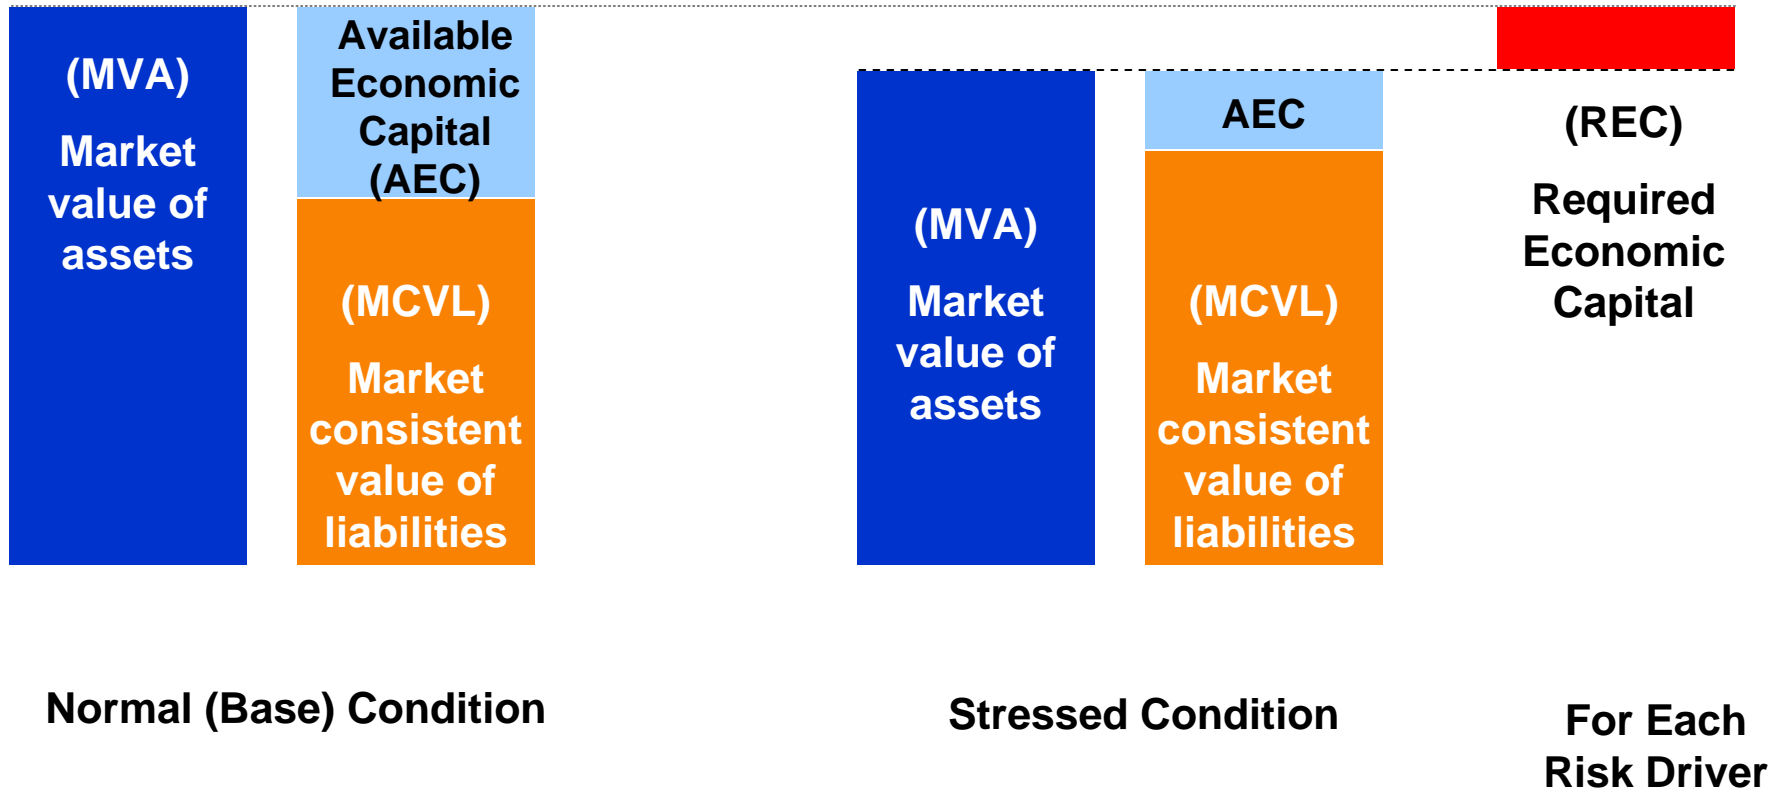 (MVA)
Market
value of
assets
Available
Economic
Capital
(AEC)
(MCVL)
Market
consistent
value of
liabilities
Normal (Base) Condition
(MVA)
Market
value of
assets
AEC
(MCVL)
Market
consistent
value of
liabilities
Stressed Condition
(REC)
Required
Economic
Capital
For Each
Risk Driver